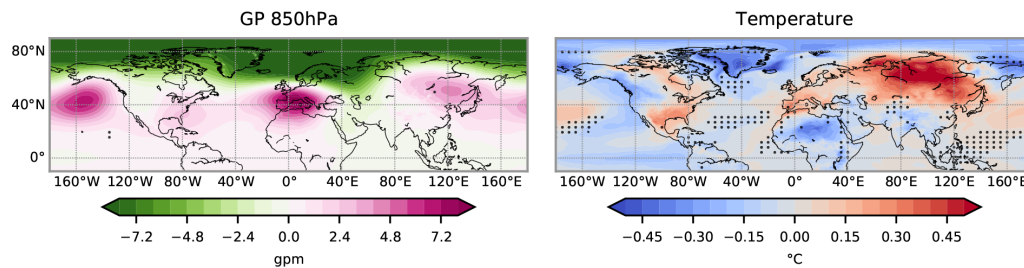 GP 850hPa
80°N
40°N
0°
160°W 120°W 80°W 40°W 0° 40°E 80°E 120°E 160°E
−7.2 −4.8 −2.4 0.0 2.4 4.8 7.2
gpm
Temperature
160°W 120°W 80°W 40°W 0° 40°E 80°E 120°E 160°E
−0.45 −0.30 −0.15 0.00 0.15 0.30 0.45
°C